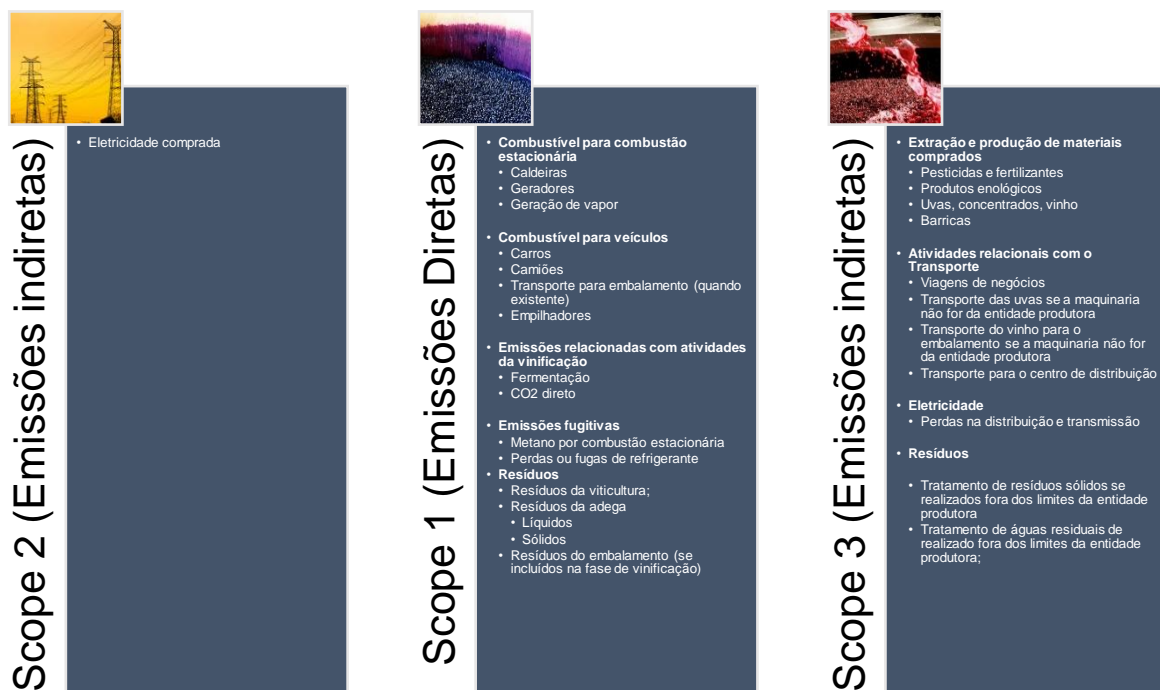 Scope 2 (Emissões indiretas)
• Eletricidade comprada
Scope 1 (Emissões Diretas)
• Combustível para combustão
estacionária
• Caldeiras
• Geradores
• Geração de vapor
• Combustível para veículos
• Carros
• Camiões
• Transporte para embalamento (quando
existente)
• Empilhadores
• Emissões relacionadas com atividades
da vinificação
• Fermentação
• CO2 direto
• Emissões fugitivas
• Metano por combustão estacionária
• Perdas ou fugas de refrigerante
• Resíduos
• Resíduos da viticultura;
• Resíduos da adega
• Líquidos
• Sólidos
• Resíduos do embalamento (se
incluídos na fase de vinificação)
Scope 3 (Emissões indiretas)
• Extração e produção de materiais
comprados
• Pesticidas e fertilizantes
• Produtos enológicos
• Uvas, concentrados, vinho
• Barricas
• Atividades relacionais com o
Transporte
• Viagens de negócios
• Transporte das uvas se a maquinaria
não for da entidade produtora
• Transporte do vinho para o
embalamento se a maquinaria não for
da entidade produtora
• Transporte para o centro de distribuição
• Eletricidade
• Perdas na distribuição e transmissão
• Resíduos
• Tratamento de resíduos sólidos se
realizados fora dos limites da entidade
produtora
• Tratamento de águas residuais de
realizado fora dos limites da entidade
produtora;